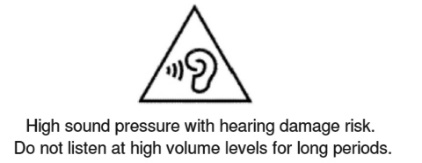 High sound pressure with hearing damage risk.
Do not listen at high volume levels for long periods.